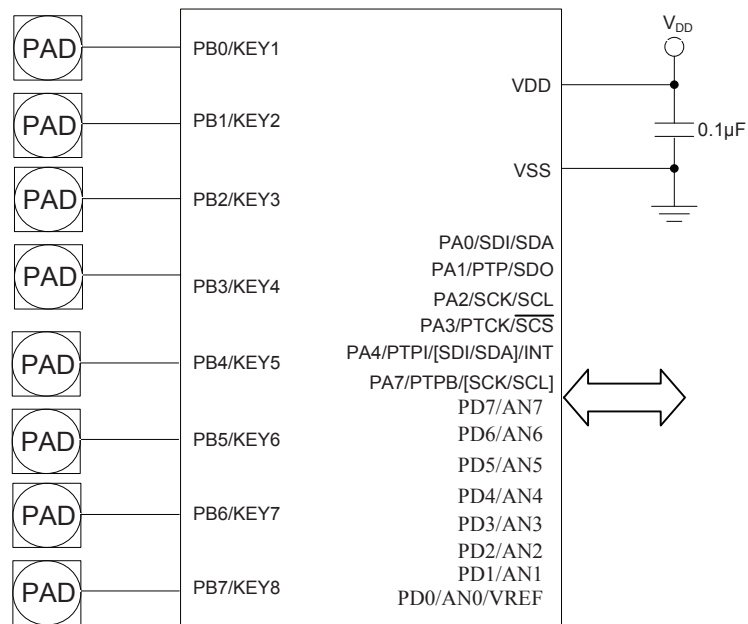 PAD
PB0/KEY1
PAD
PB1/KEY2
PAD
PB2/KEY3
PAD
PB3/KEY4
PAD
PB4/KEY5
PAD
PB5/KEY6
PAD
PB6/KEY7
PAD
PB7/KEY8
VDD
VDD
0.1µF
VSS
PA0/SDI/SDA
PA1/PTP/SDO
PA2/SCK/SCL
PA3/PTCK/SCS
PA4/PTPI/[SDI/SDA]/INT
PA7/PTPB/[SCK/SCL]
PD7/AN7
PD6/AN6
PD5/AN5
PD4/AN4
PD3/AN3
PD2/AN2
PD1/AN1
PD0/AN0/VREF